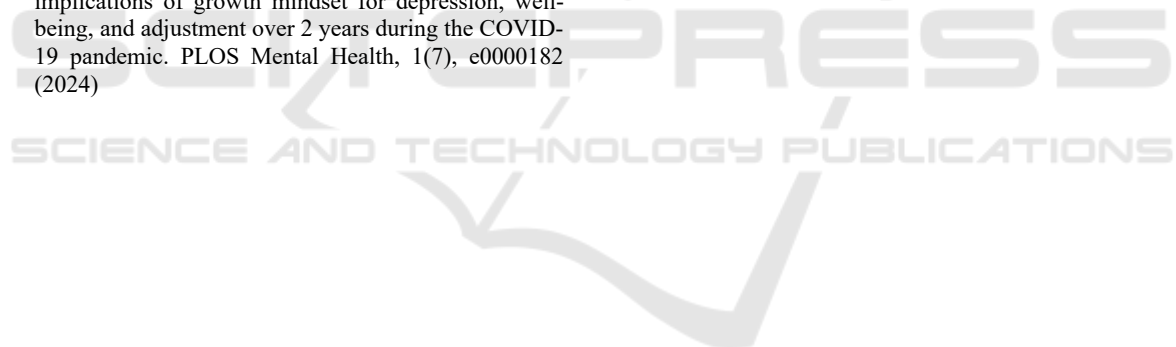 implications of growth mindset for depression, well-
being, and adjustment over 2 years during the COVID-
19 pandemic. PLOS Mental Health, 1(7), e0000182
(2024)
SCITEPRESS
SCIENCE AND TECHNOLOGY PUBLICATIONS